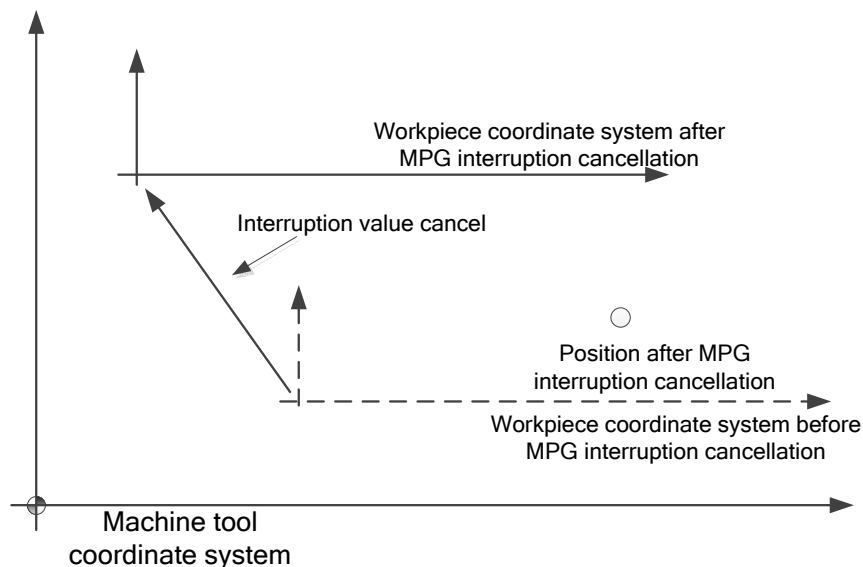 Workpiece coordinate system after
MPG interruption cancellation
Interruption value cancel
Position after MPG
interruption cancellation
Workpiece coordinate system before
MPG interruption cancellation
Machine tool
coordinate system